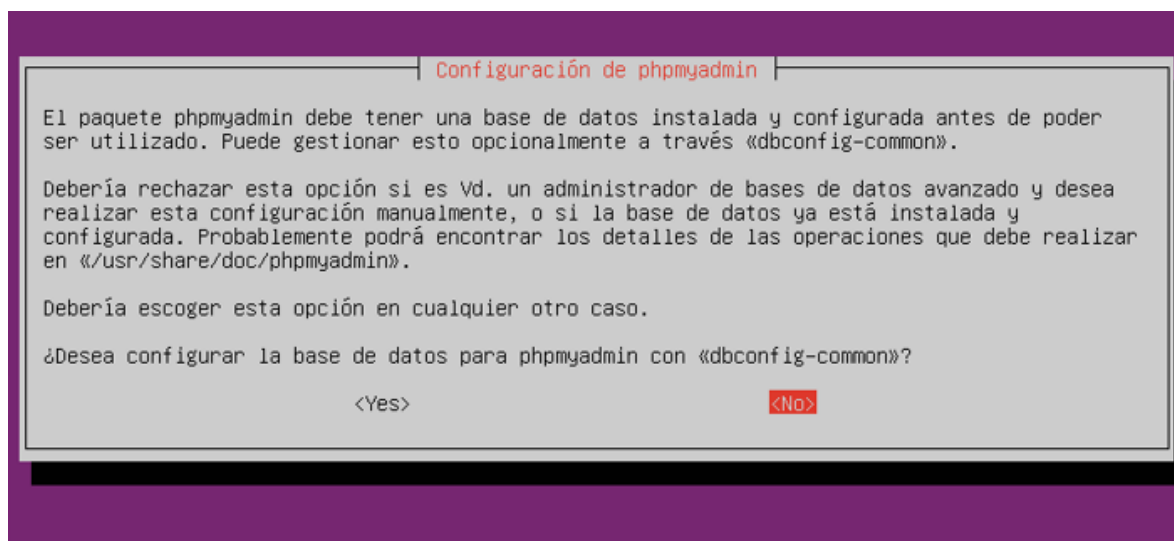 Configuración de phpmyadmin
El paquete phpmyadmin debe tener una base de datos instalada y configurada antes de poder
ser utilizado. Puede gestionar esto opcionalmente a través «dbconfig-common».
Debería rechazar esta opción si es Vd. un administrador de bases de datos avanzado y desea
realizar esta configuración manualmente, o si la base de datos ya está instalada y
configurada. Probablemente podrá encontrar los detalles de las operaciones que debe realizar
en «/usr/share/doc/phpmyadmin».
Debería escoger esta opción en cualquier otro caso.
¿Desea configurar la base de datos para phpmyadmin con «dbconfig-common»?
<Yes> <No>